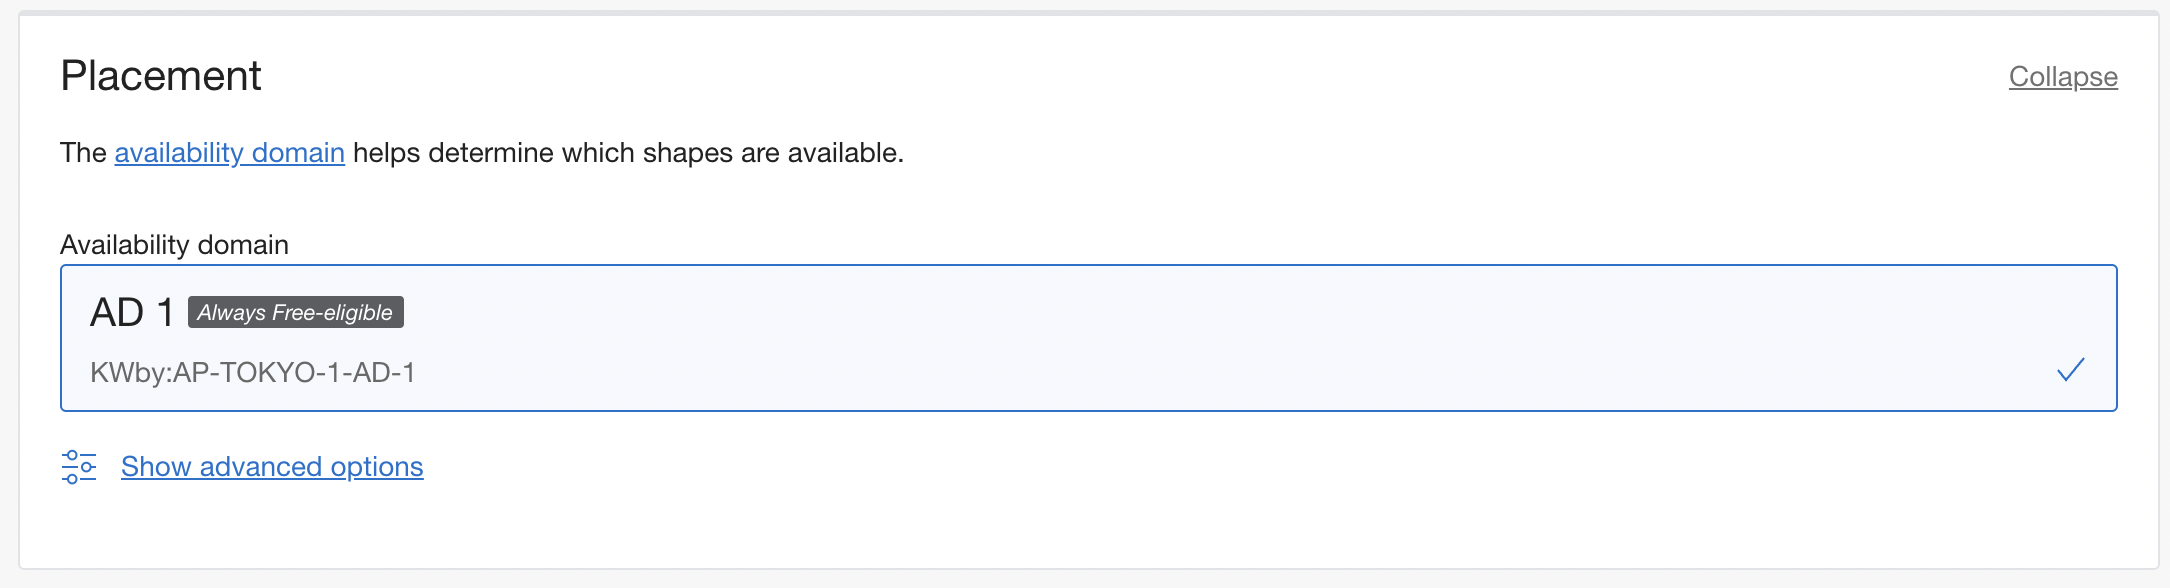 Placement
Collapse
The availability domain helps determine which shapes are available.
Availability domain
AD 1 Always Free-eligible
KWby:AP-TOKYO-1-AD-1
Show advanced options